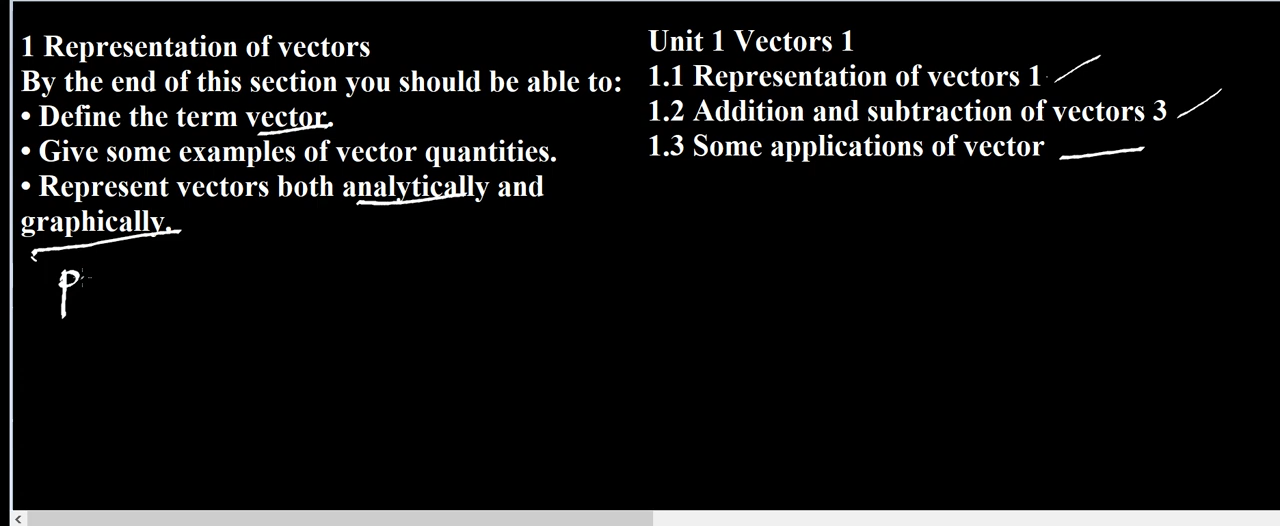 1 Representation of vectors
By the end of this section you should be able to:
• Define the term vector.
• Give some examples of vector quantities.
• Represent vectors both analytically and
graphically.
P
Unit 1 Vectors 1
1.1 Representation of vectors 1
1.2 Addition and subtraction of vectors 3
1.3 Some applications of vector